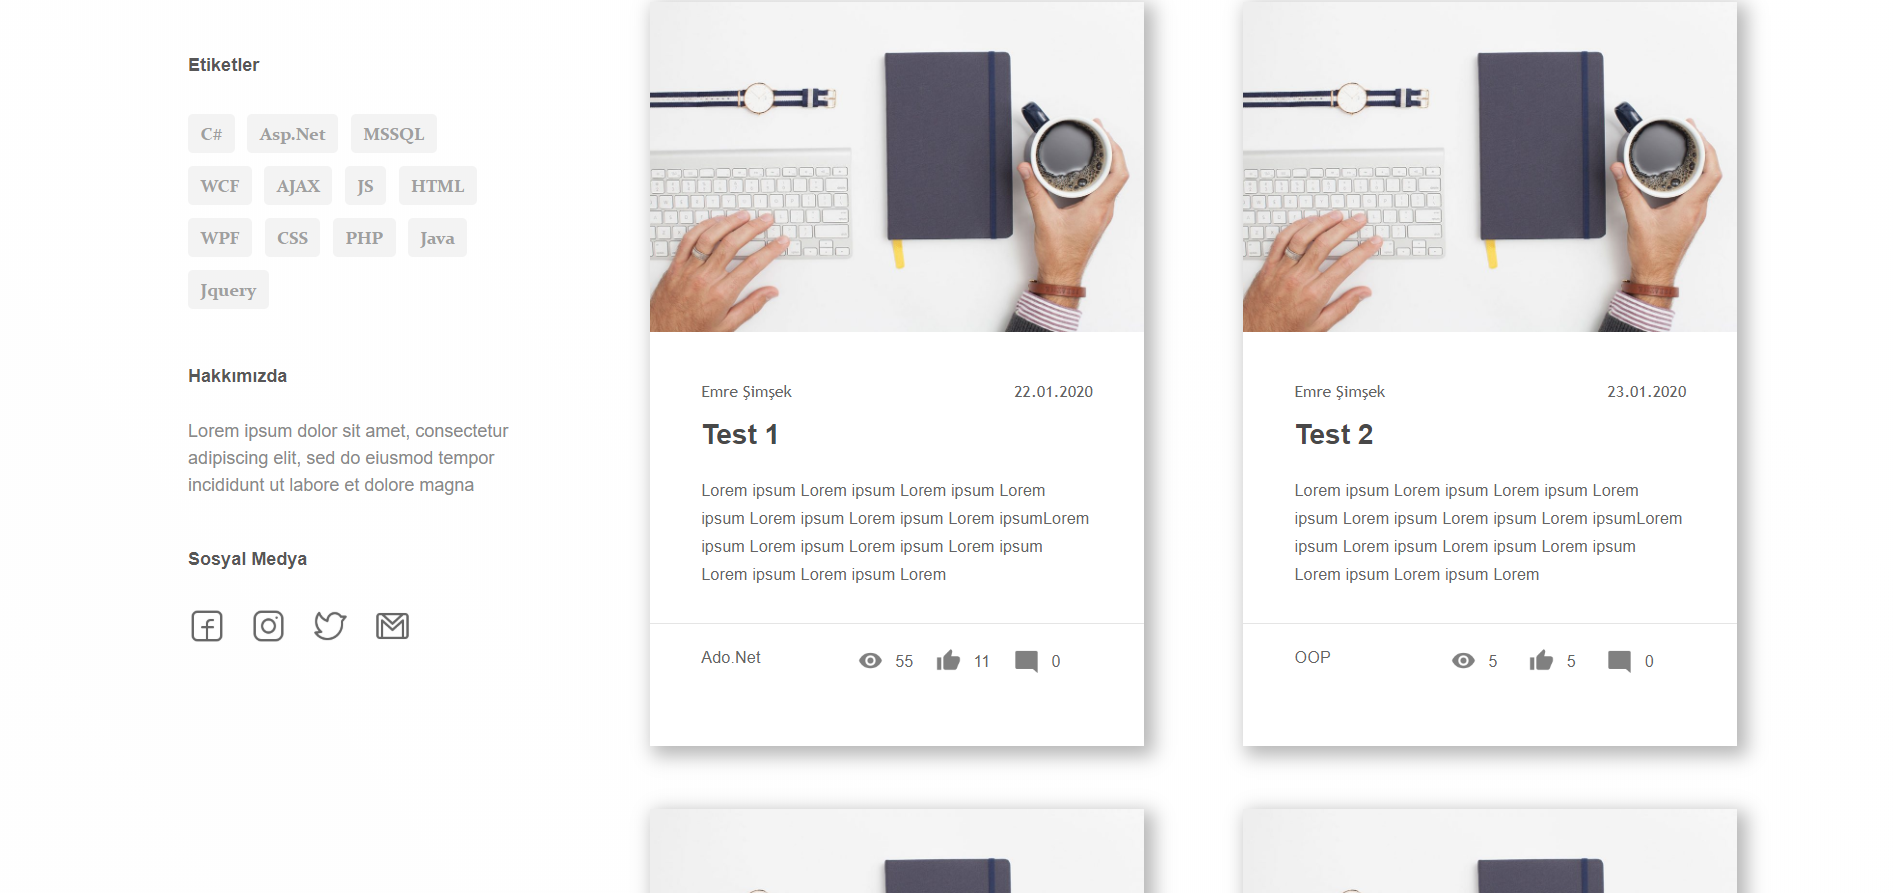 Etiketler
C# Asp.Net MSSQL
WCF AJAX JS HTML
WPF CSS PHP Java
Jquery
Hakkımızda
Lorem ipsum dolor sit amet, consectetur
adipiscing elit, sed do eiusmod tempor
incididunt ut labore et dolore magna
Sosyal Medya
Emre Şimşek 22.01.2020
Test 1
Lorem ipsum Lorem ipsum Lorem ipsum Lorem
ipsum Lorem ipsum Lorem ipsum Lorem ipsumLorem
ipsum Lorem ipsum Lorem ipsum Lorem ipsum
Lorem ipsum Lorem ipsum Lorem
Ado.Net 55 11 0
Emre Şimşek 23.01.2020
Test 2
Lorem ipsum Lorem ipsum Lorem ipsum Lorem
ipsum Lorem ipsum Lorem ipsum Lorem ipsumLorem
ipsum Lorem ipsum Lorem ipsum Lorem ipsum
Lorem ipsum Lorem ipsum Lorem
OOP 5 5 0